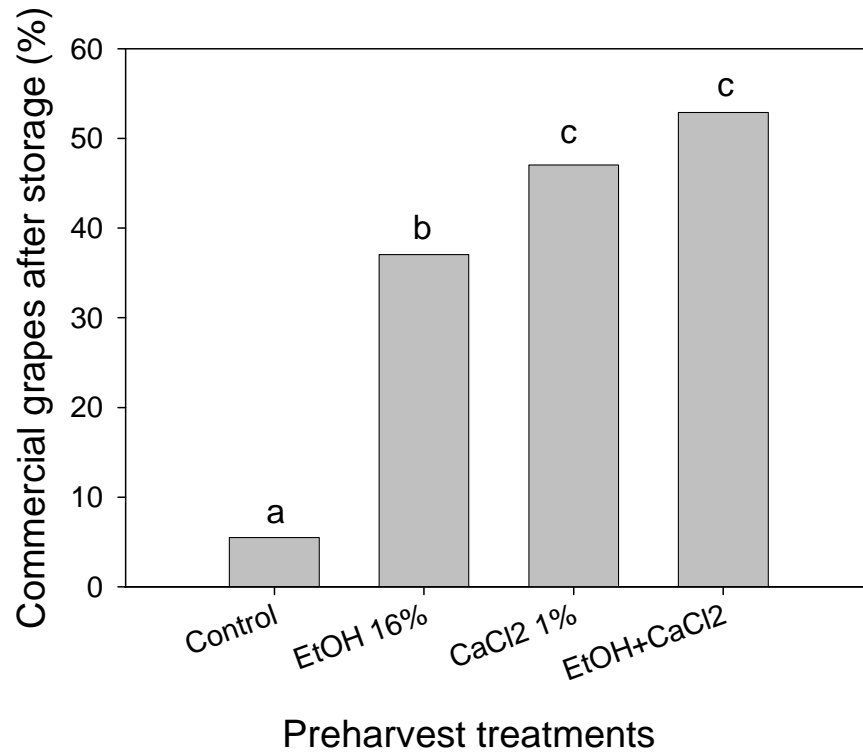 Commercial grapes after storage (%)
60
50
40
30
20
10
0
a
b
c
c
Control
EtOH 16%
CaCl2 1%
EtOH+CaCl2
Preharvest treatments